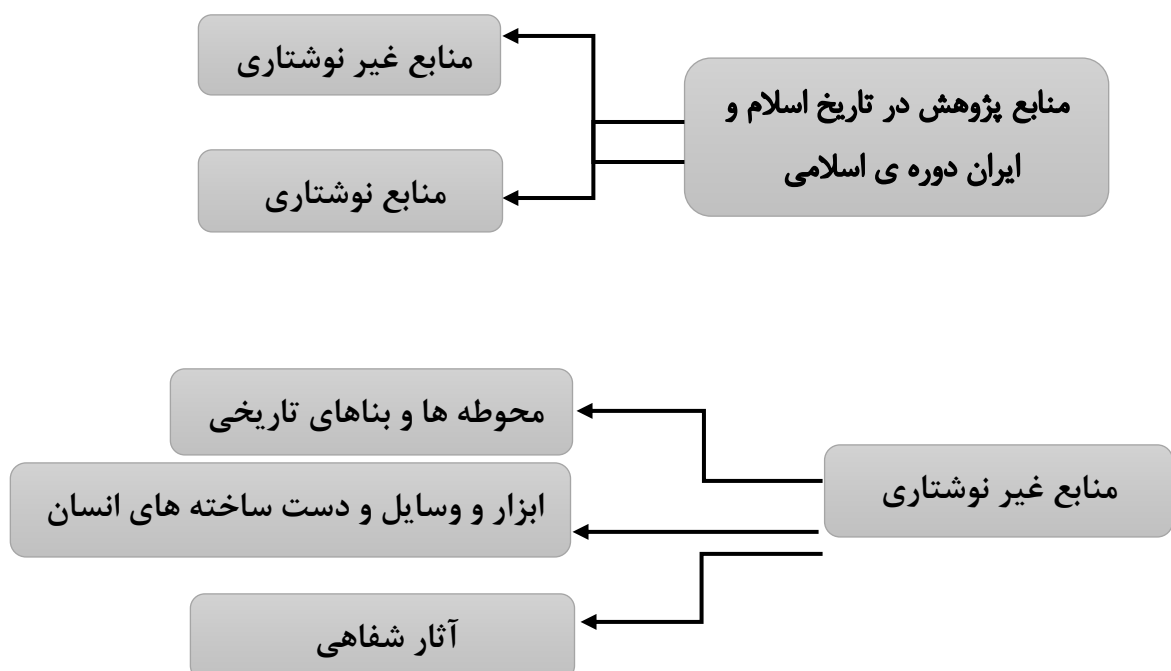 منابع پژوهش در تاریخ اسلام و
ایران دوره ی اسلامی
منابع غیر نوشتاری
منابع نوشتاری
منابع غیر نوشتاری
محوطه ها و بناهای تاریخی
ابزار و وسایل و دست ساخته های انسان
آثار شفاهی